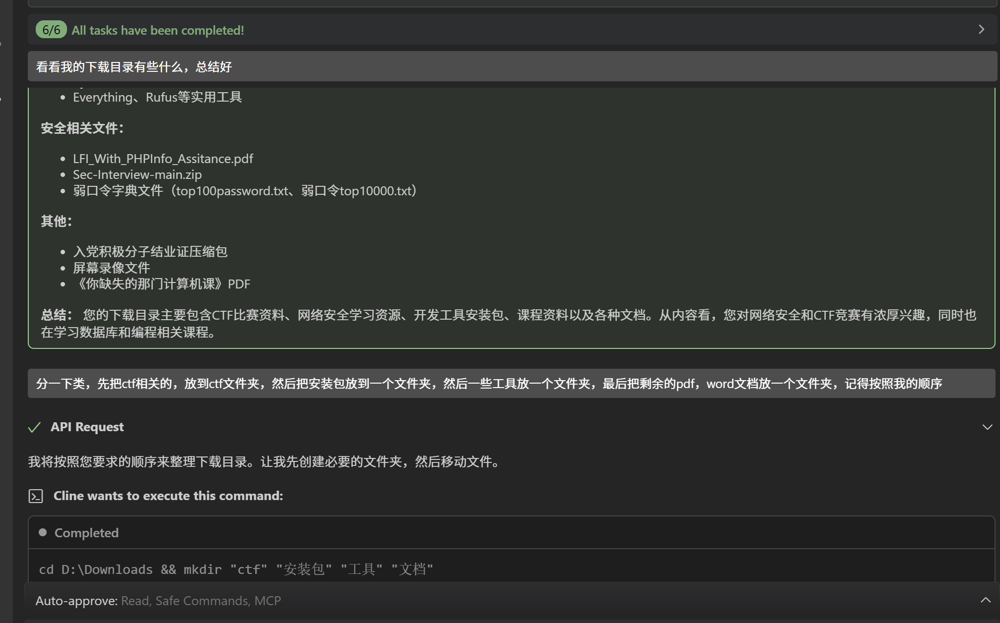 6/6 All tasks have been completed!
看看我的下载目录有些什么，总结好
Everything、Rufus等实用工具
安全相关文件：
LFI_With_PHPInfo_Assitance.pdf
Sec-Interview-main.zip
弱口令字典文件（top100password.txt、弱口令top10000.txt）
其他：
入党积极分子结业证压缩包
屏幕录像文件
《你缺失的那门计算机课》PDF
总结： 您的下载目录主要包含CTF比赛资料、网络安全学习资源、开发工具安装包、课程资料以及各种文档。从内容看，您对网络安全和CTF竞赛有浓厚兴趣，同时也
在学习数据库和编程相关课程。
分一下类，先把ctf相关的，放到ctf文件夹，然后把安装包放到一个文件夹，然后一些工具放一个文件夹，最后把剩余的pdf，word文档放一个文件夹，记得按照我的顺序
API Request
我将按照您要求的顺序来整理下载目录。让我先创建必要的文件夹，然后移动文件。
Cline wants to execute this command:
Completed
cd D:\Downloads && mkdir "ctf" "安装包" "工具" "文档"
Auto-approve: Read, Safe Commands, MCP